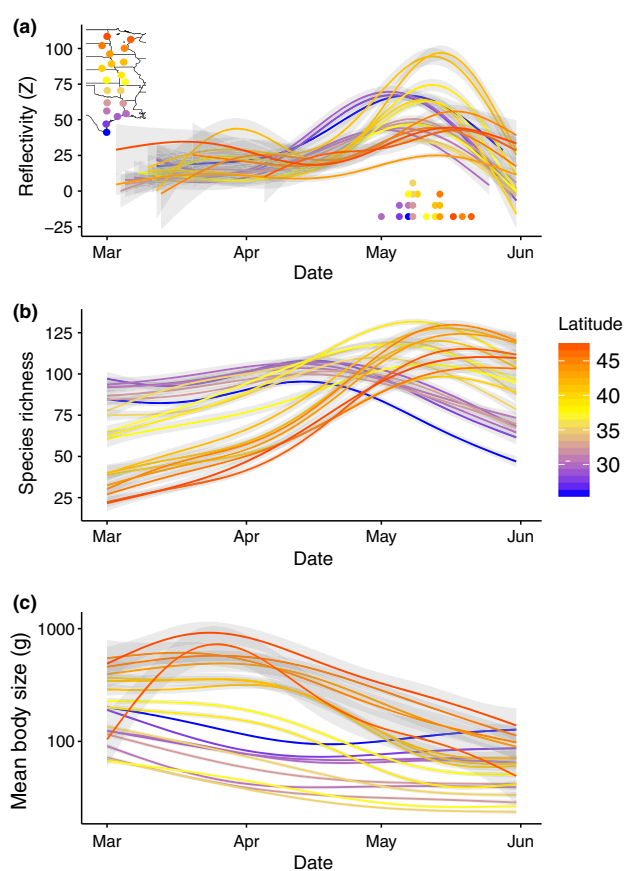 (a)
Reflectivity (Z)
100
75
50
25
0
−25
Mar
Apr
May
Jun
Date
(b)
Species richness
125
100
75
50
25
Mar
Apr
May
Jun
Date
Latitude
45
40
35
30
(c)
Mean body size (g)
1000
100
Mar
Apr
May
Jun
Date